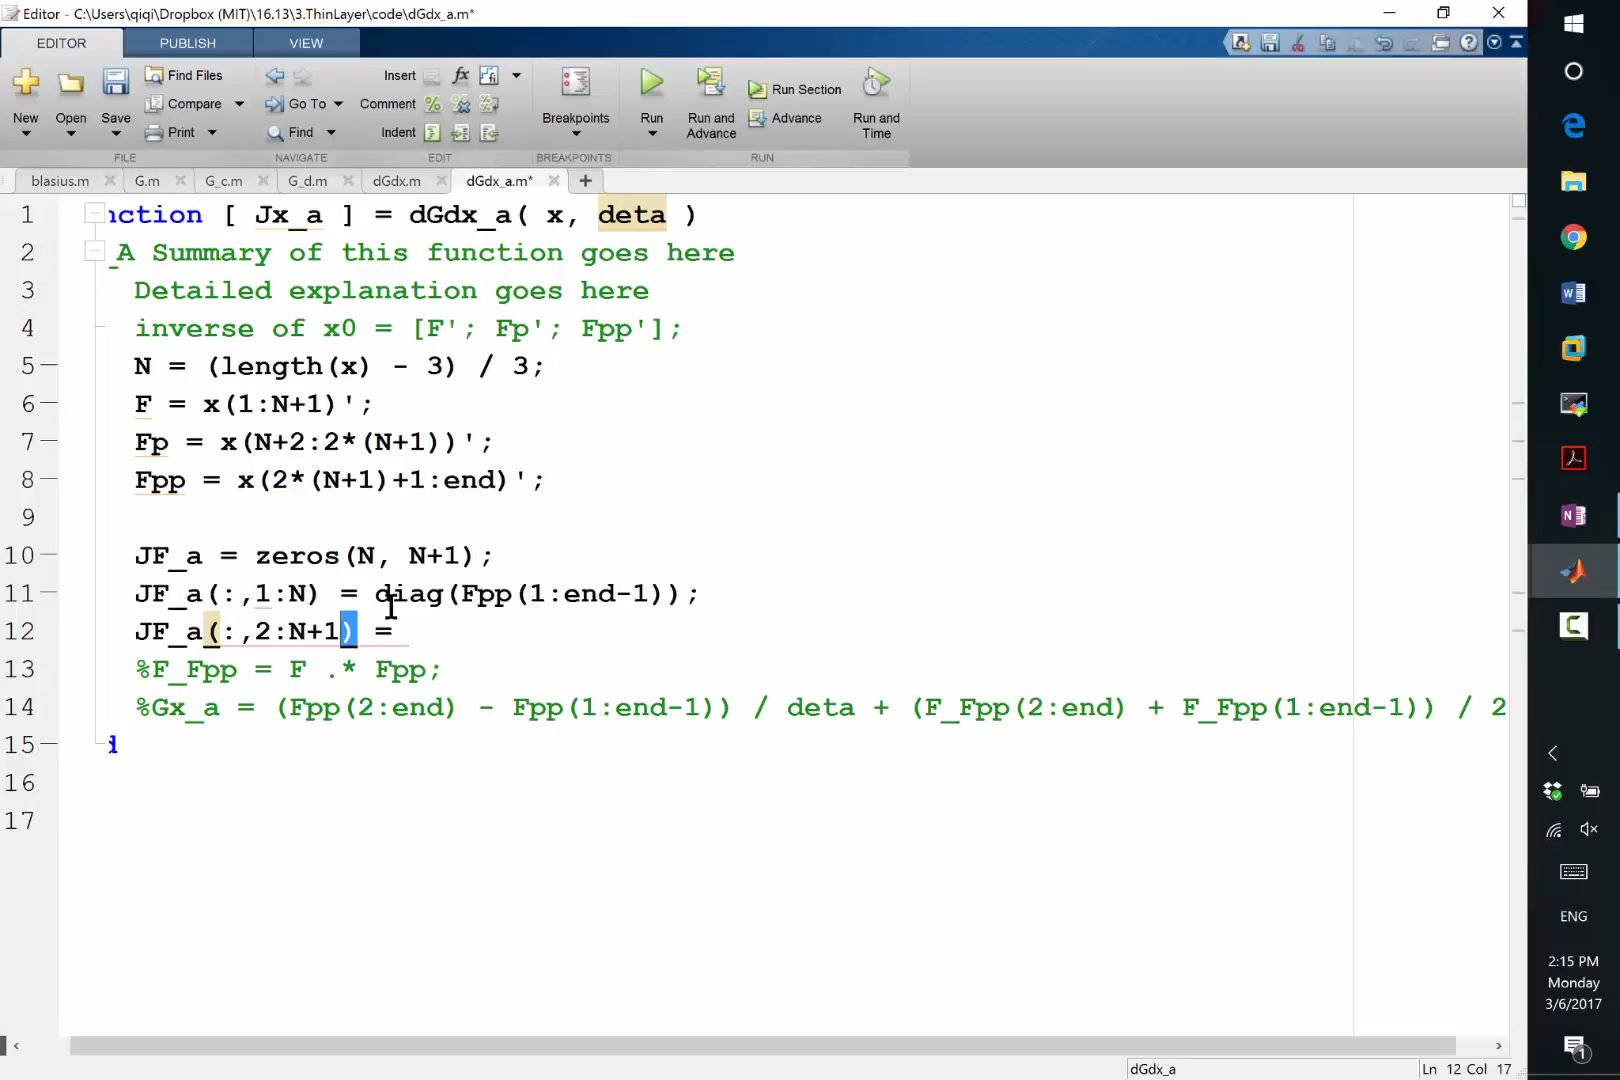 Editor - C:\Users\qiqi\Dropbox (MIT)\16.13\3.ThinLayer\code\dGdx_a.m*
EDITOR PUBLISH VIEW
Find Files Insert fx
New Open Save Compare Go To Comment Breakpoints Run Run and Advance Run Section Advance Run and Time
Print Find Indent
FILE NAVIGATE EDIT BREAKPOINTS RUN
blasius.m G.m G_c.m G_d.m dGdx.m dGdx_a.m* +
1 nction [ Jx_a ] = dGdx_a( x, deta )
2 _A Summary of this function goes here
3 Detailed explanation goes here
4 inverse of x0 = [F'; Fp'; Fpp'];
5 N = (length(x) - 3) / 3;
6 F = x(1:N+1)';
7 Fp = x(N+2:2*(N+1))';
8 Fpp = x(2*(N+1)+1:end)';
9
10 JF_a = zeros(N, N+1);
11 JF_a(:,1:N) = diag(Fpp(1:end-1));
12 JF_a(:,2:N+1) =
13 %F_Fpp = F .* Fpp;
14 %Gx_a = (Fpp(2:end) - Fpp(1:end-1)) / deta + (F_Fpp(2:end) + F_Fpp(1:end-1)) / 2
15 d
16
17
ENG
2:15 PM
Monday
3/6/2017
1
dGdx_a Ln 12 Col 17